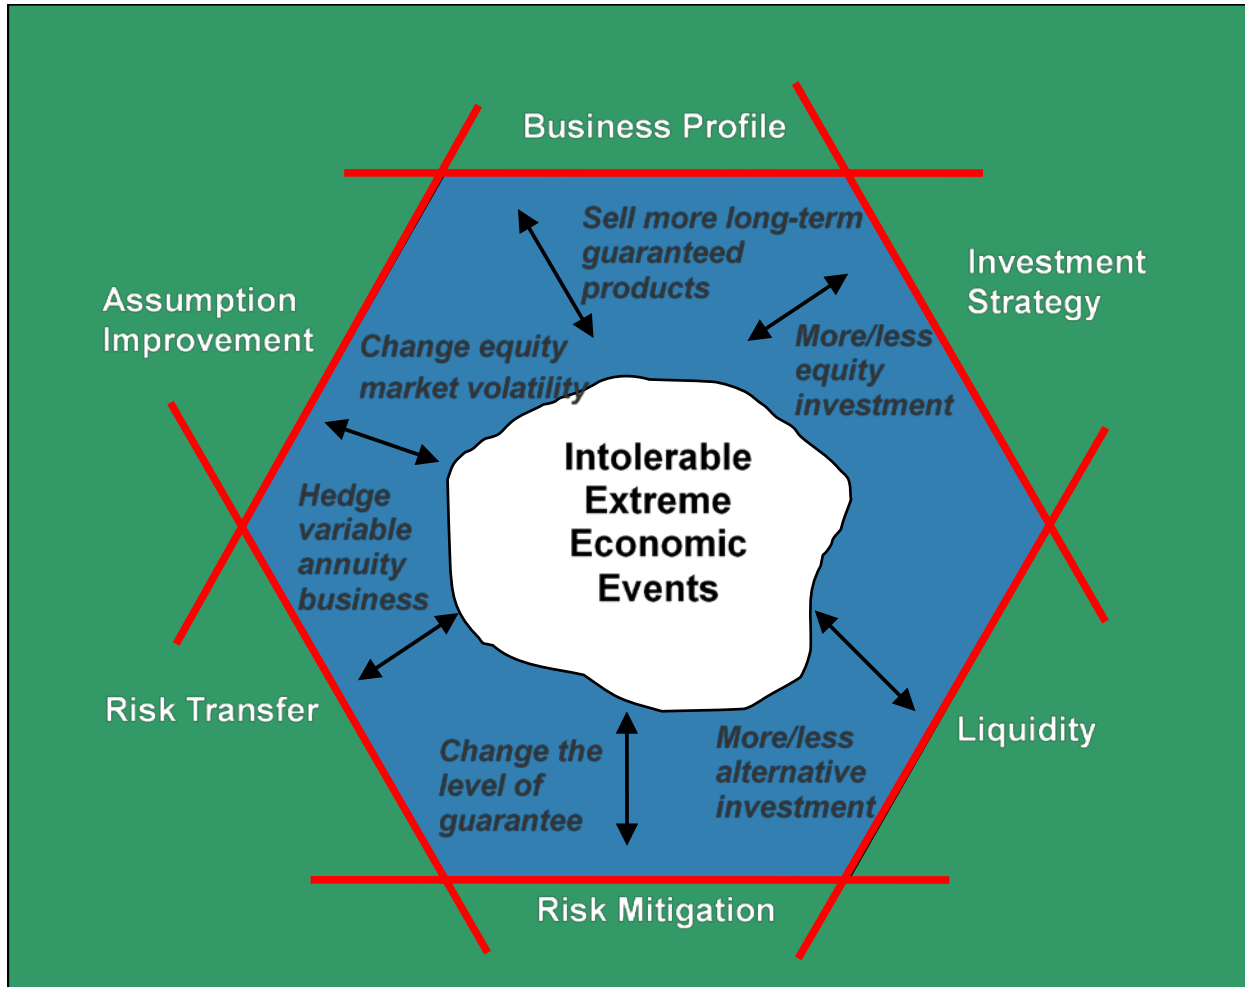 Business Profile
Sell more long-term
guaranteed
products
Investment
Strategy
Assumption
Improvement
Change equity
market volatility
More/less
equity
investment
Intolerable
Extreme
Economic
Events
Hedge
variable
annuity
business
Risk Transfer
Liquidity
Change the
level of
guarantee
More/less
alternative
investment
Risk Mitigation